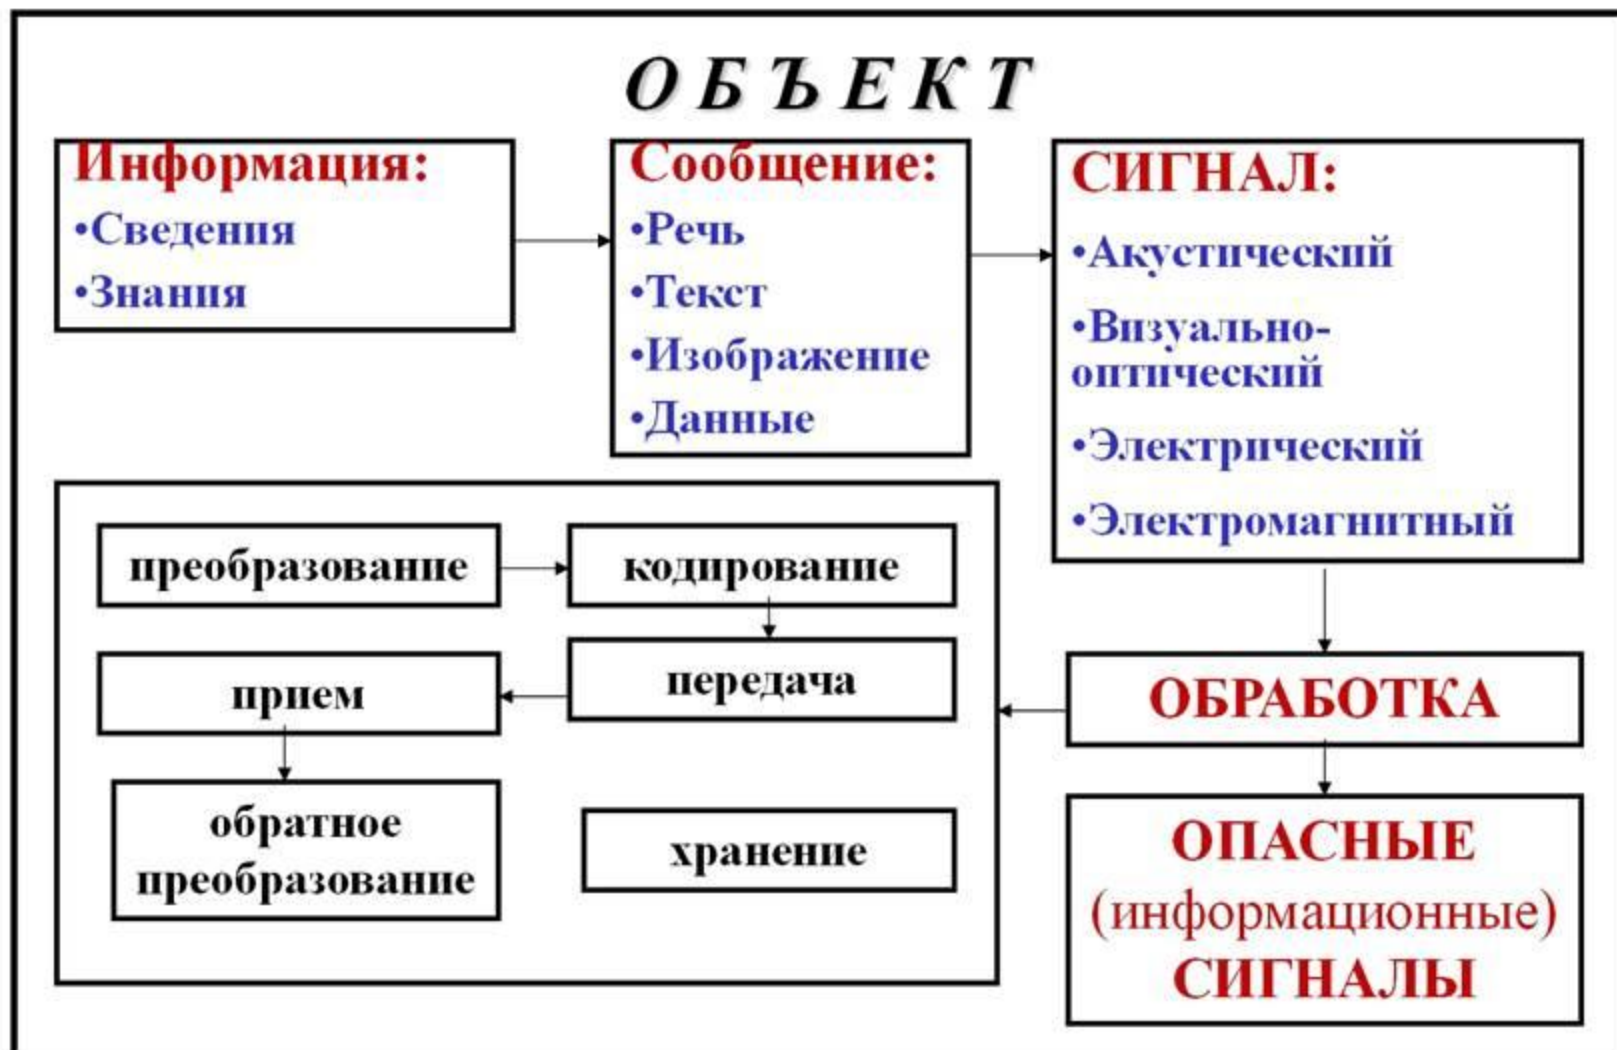 ОБЪЕКТ
Информация:
•Сведения
•Знания
Сообщение:
•Речь
•Текст
•Изображение
•Данные
СИГНАЛ:
•Акустический
•Визуально-
оптический
•Электрический
•Электромагнитный
преобразование
кодирование
прием
передача
обратное
преобразование
хранение
ОБРАБОТКА
ОПАСНЫЕ
(информационные)
СИГНАЛЫ